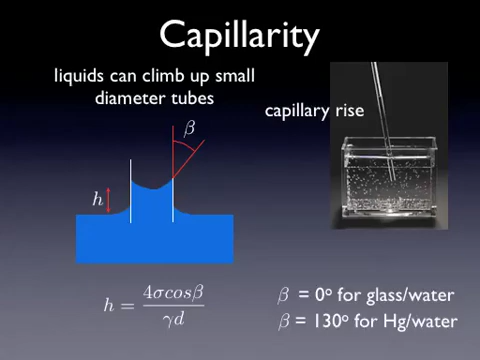 Capillarity
liquids can climb up small
diameter tubes
capillary rise
β
h
h = 4σcosβ / γd
β = 0° for glass/water
β = 130° for Hg/water